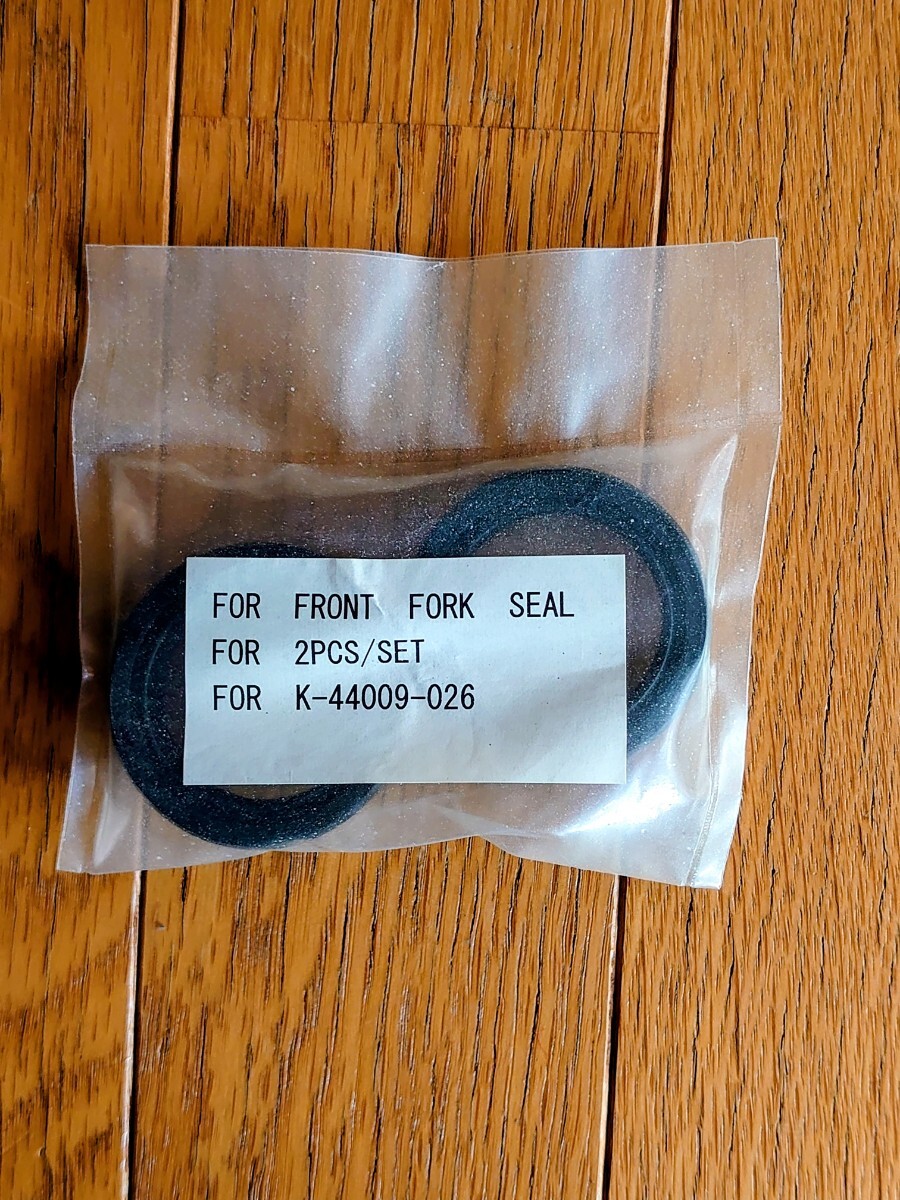 FOR FRONT FORK SEAL
FOR 2PCS/SET
FOR K-44009-026